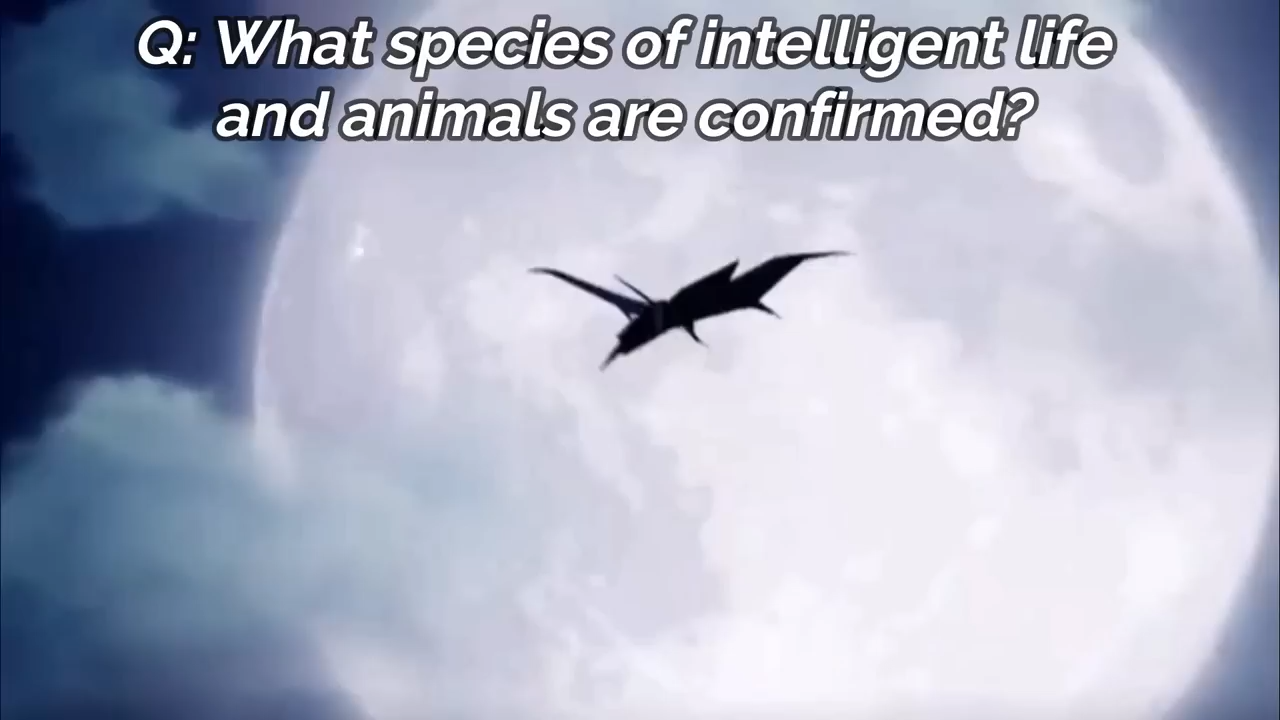 Q: What species of intelligent life
and animals are confirmed?